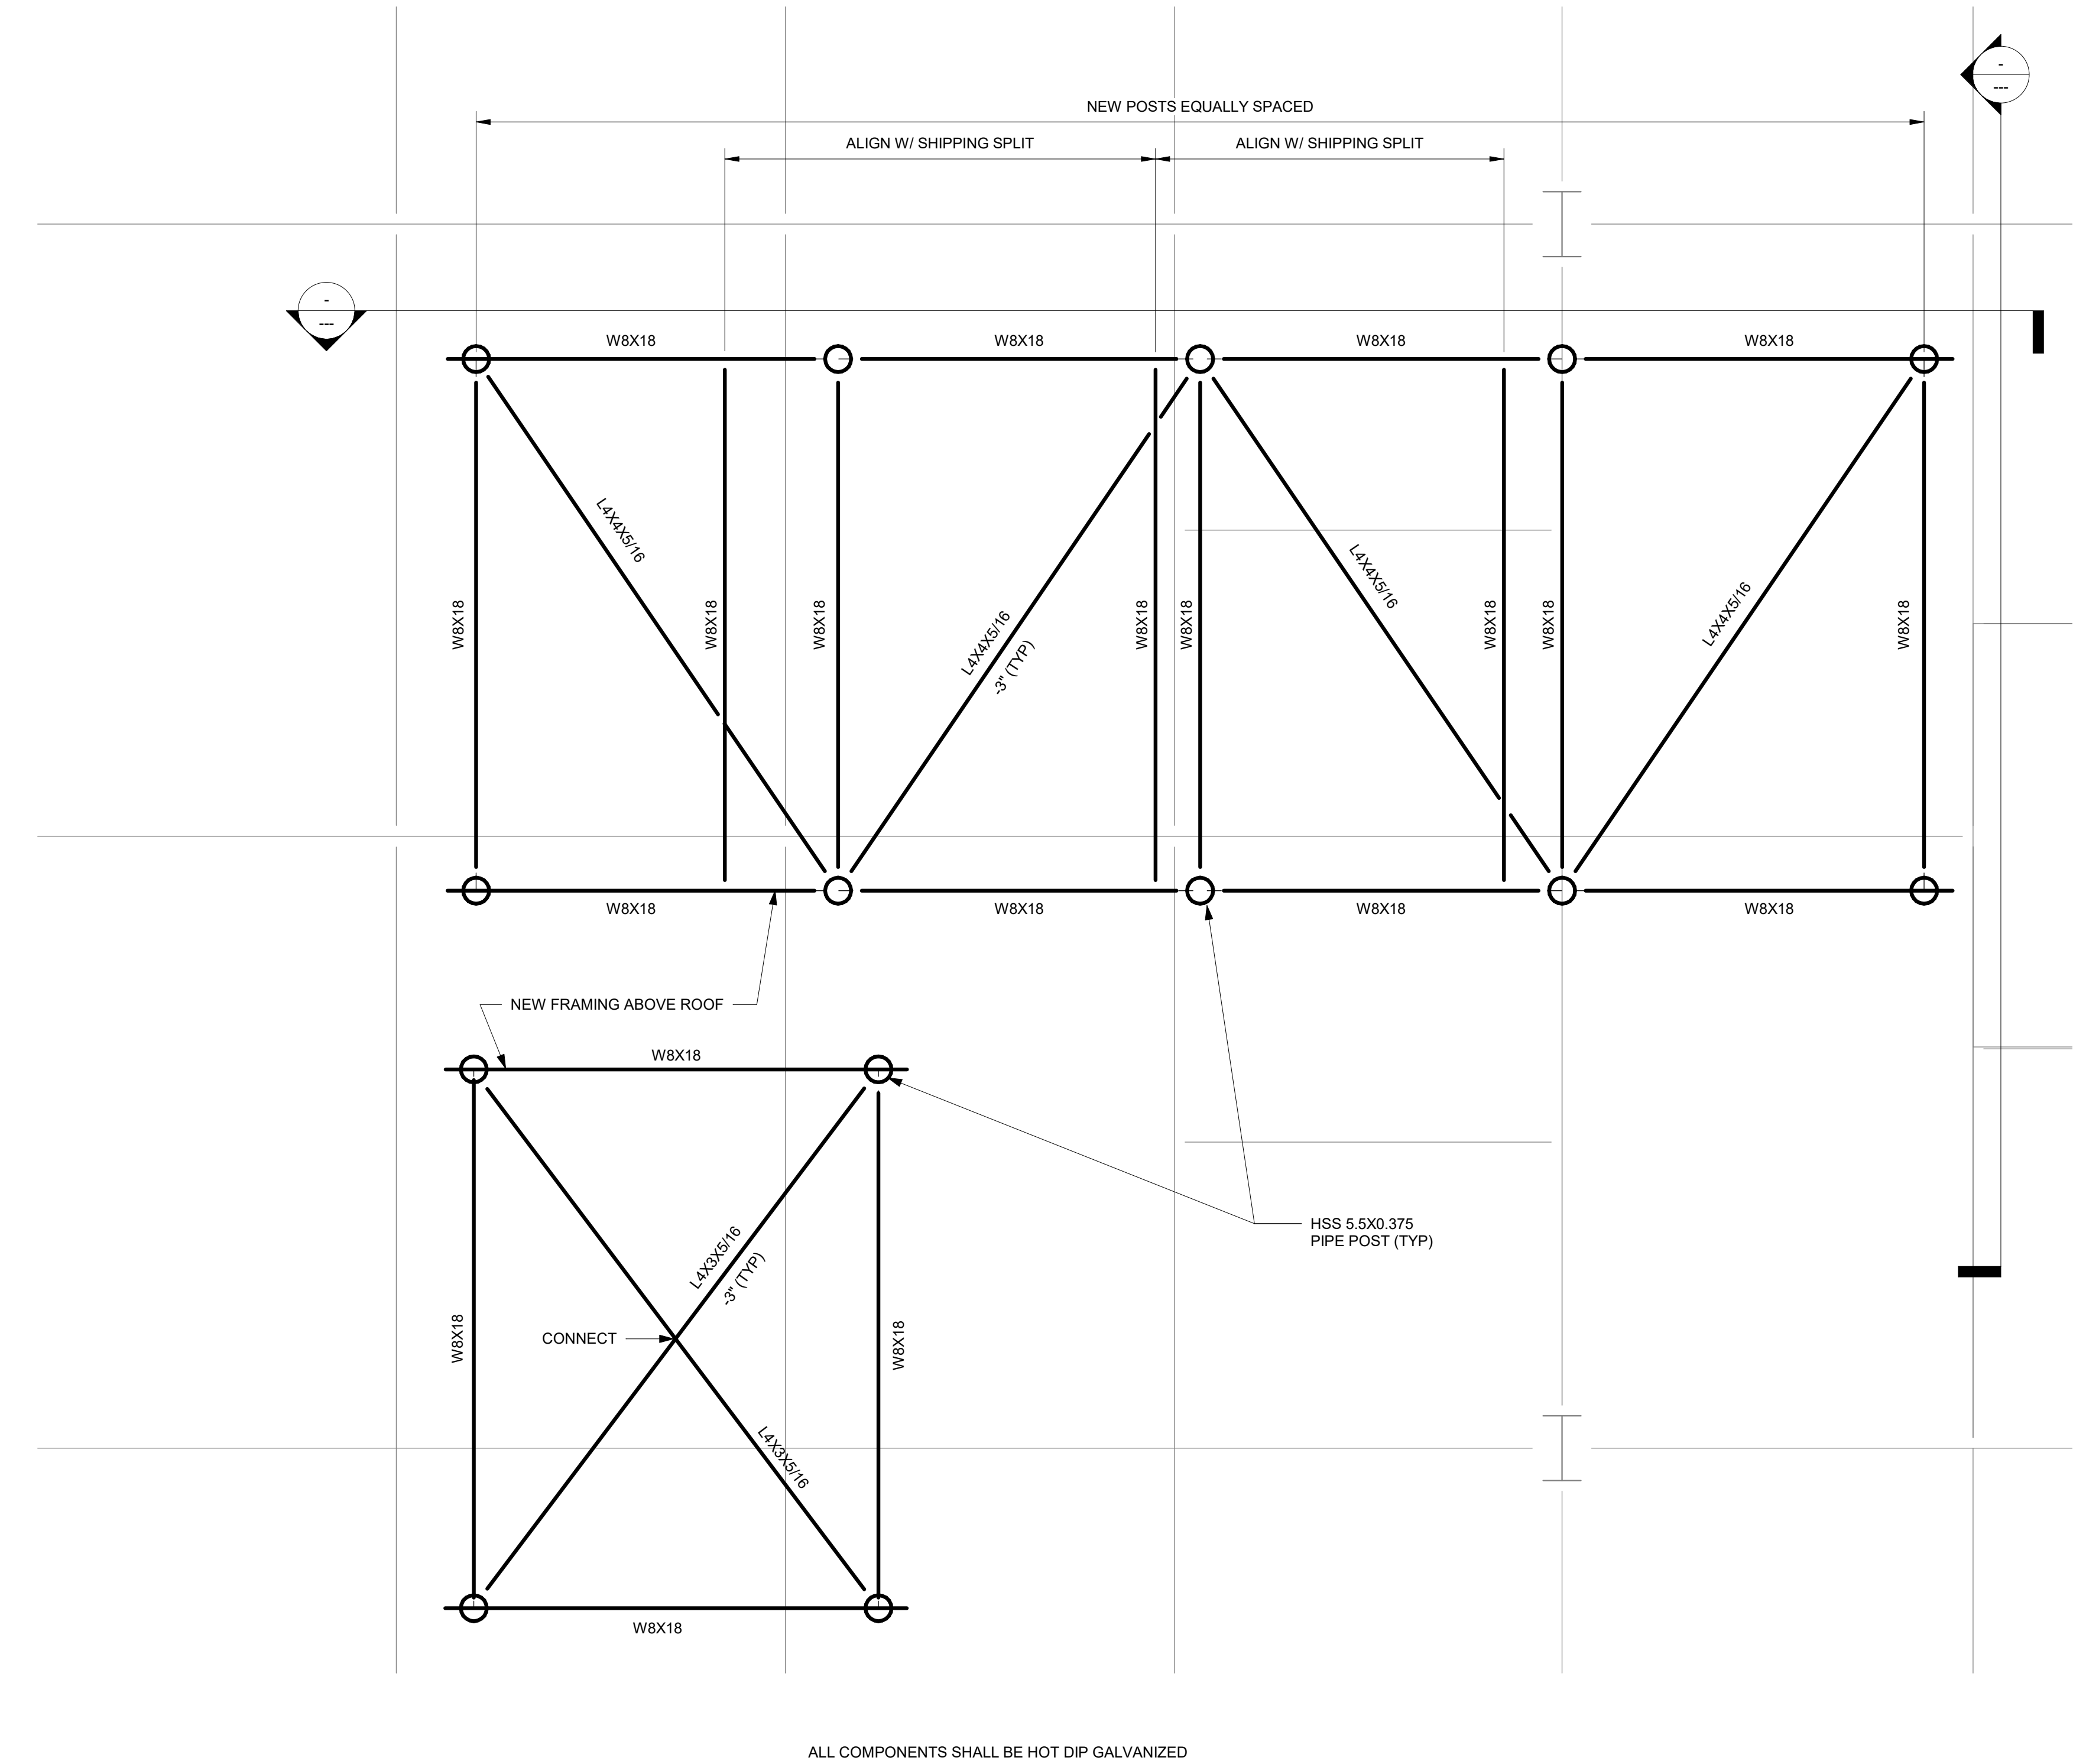 -
---
NEW POSTS EQUALLY SPACED
ALIGN W/ SHIPPING SPLIT
ALIGN W/ SHIPPING SPLIT
-
---
W8X18
W8X18
W8X18
W8X18
L4X4X5/16
L4X4X5/16
L4X4X5/16
L4X4X5/16
-3" (TYP)
W8X18
W8X18
W8X18
W8X18
W8X18
W8X18
W8X18
W8X18
W8X18
W8X18
W8X18
W8X18
NEW FRAMING ABOVE ROOF
W8X18
HSS 5.5X0.375
PIPE POST (TYP)
L4X3X5/16
-3" (TYP)
W8X18
CONNECT
W8X18
L4X3X5/16
W8X18
ALL COMPONENTS SHALL BE HOT DIP GALVANIZED